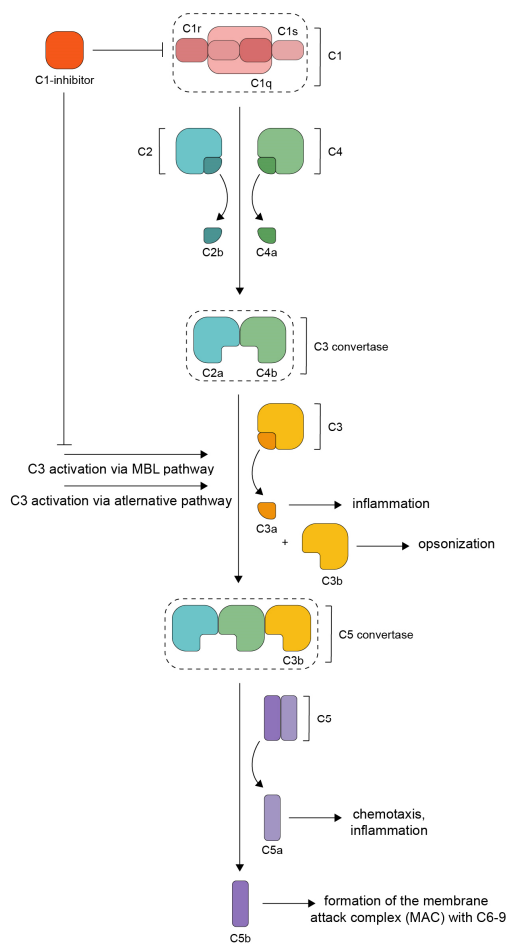 C1r
C1s
C1
C1q
C1-inhibitor
C2
C4
C2b
C4a
C3 convertase
C2a
C4b
C3
C3 activation via MBL pathway
C3 activation via atlernative pathway
inflammation
C3a
+
opsonization
C3b
C5 convertase
C3b
C5
chemotaxis,
inflammation
C5a
formation of the membrane
attack complex (MAC) with C6-9
C5b